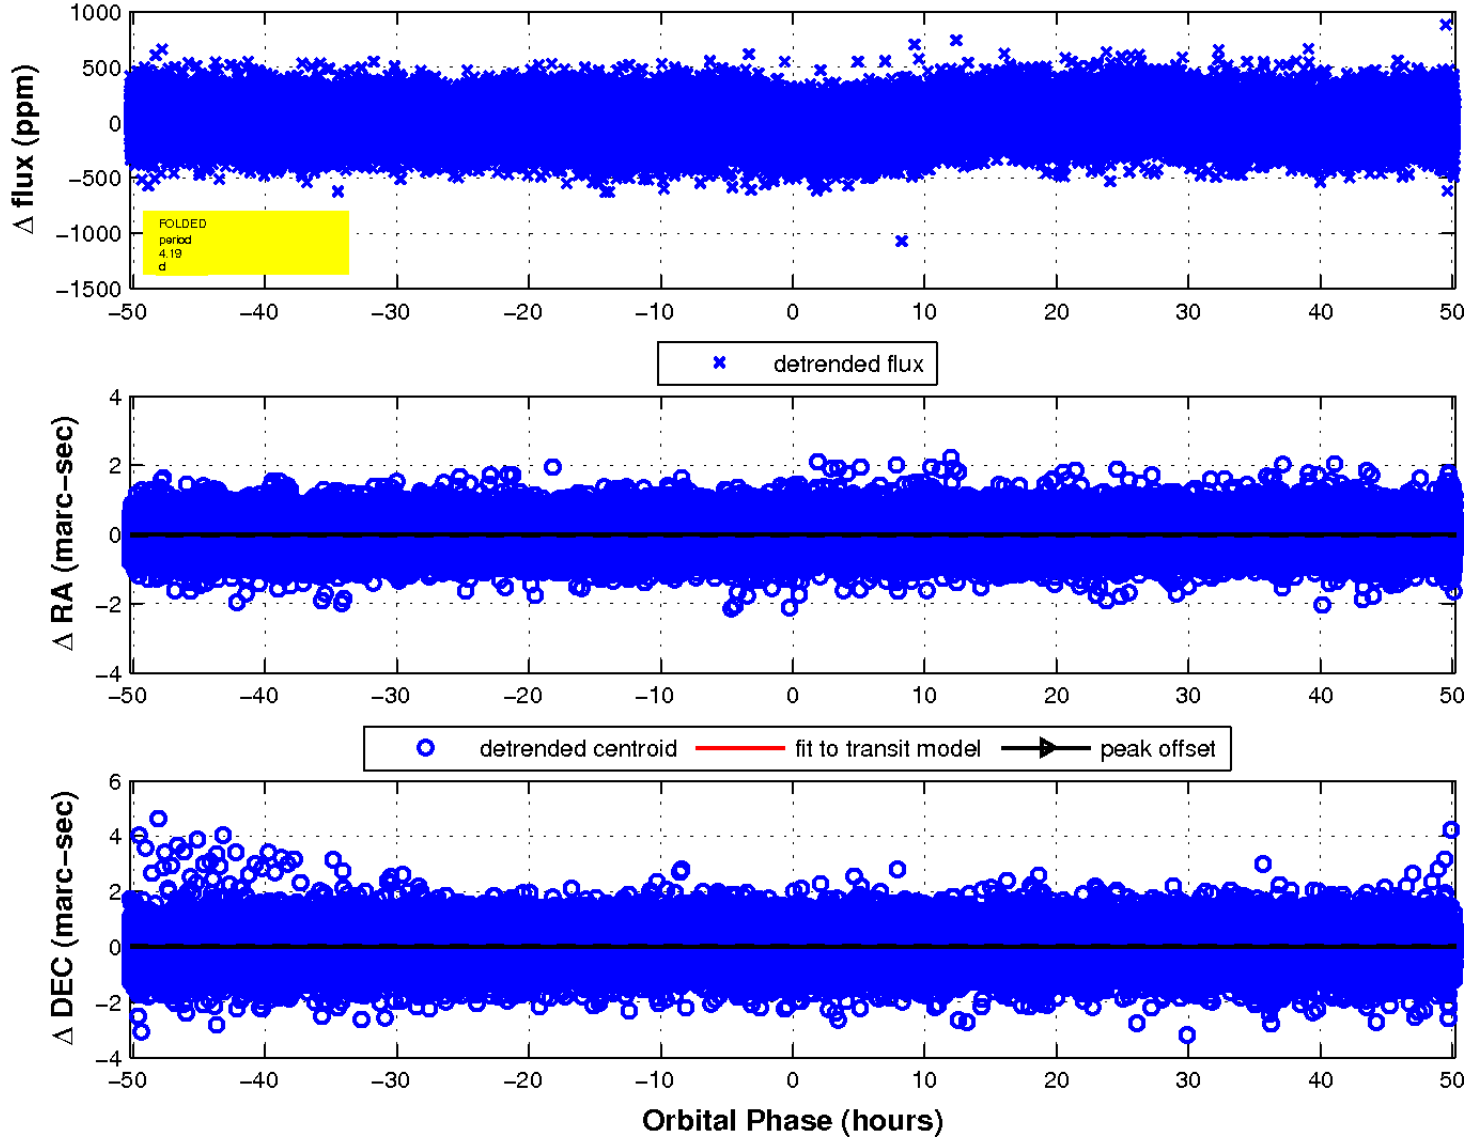 1000
500
0
−500
−1000
−1500
Δ flux (ppm)
FOLDED
period
4.19
d
−50 −40 −30 −20 −10 0 10 20 30 40 50
detrended flux
4
2
0
−2
−4
Δ RA (marc−sec)
−50 −40 −30 −20 −10 0 10 20 30 40 50
detrended centroid fit to transit model peak offset
6
4
2
0
−2
−4
Δ DEC (marc−sec)
−50 −40 −30 −20 −10 0 10 20 30 40 50
Orbital Phase (hours)